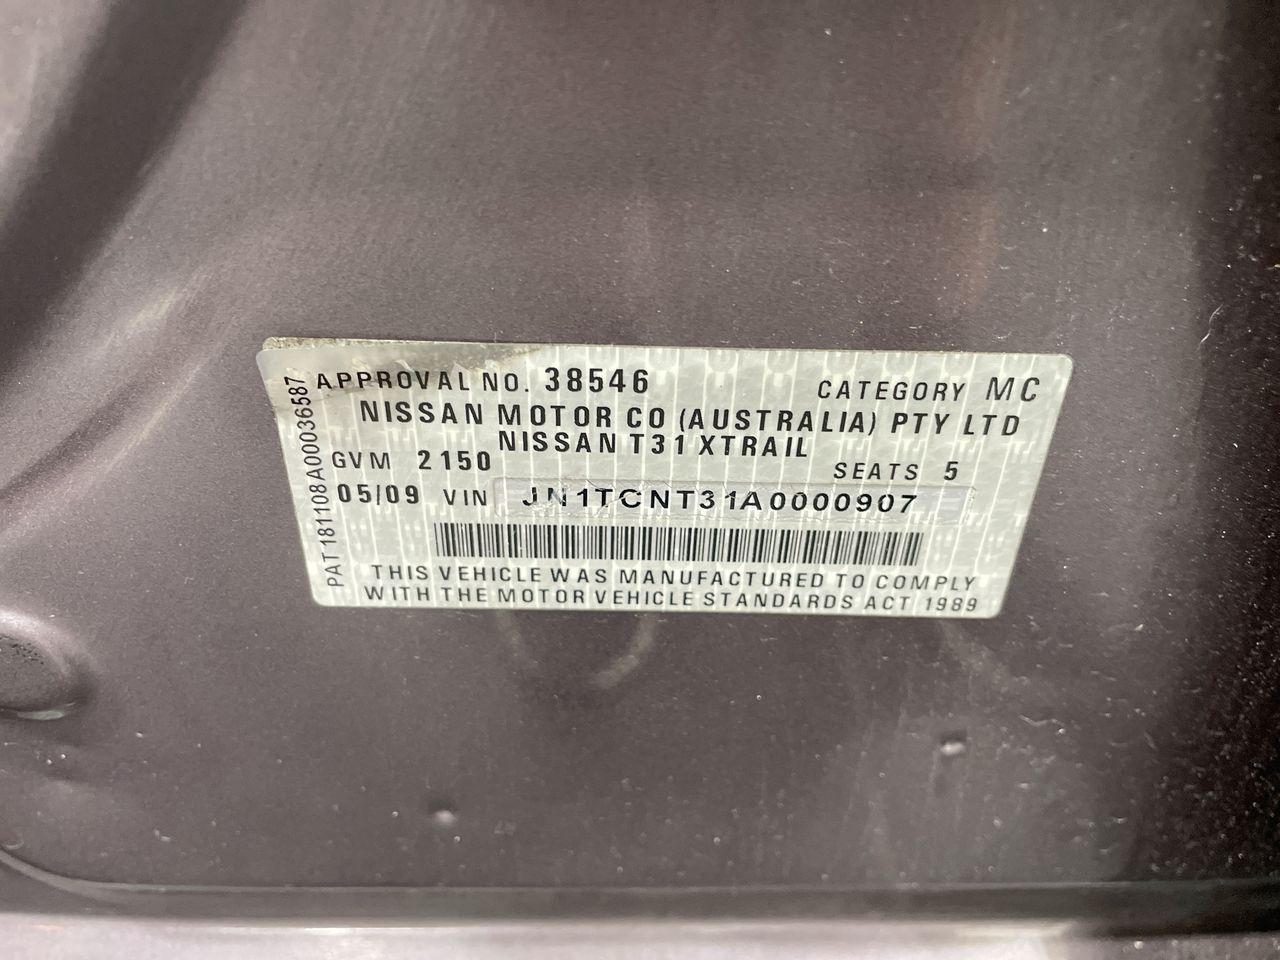 APPROVAL NO. 38546 CATEGORY MC
NISSAN MOTOR CO (AUSTRALIA) PTY LTD
NISSAN T31 XTRAIL
GVM 2150 SEATS 5
05/09 VIN JN1TCNT31A0000907
THIS VEHICLE WAS MANUFACTURED TO COMPLY
WITH THE MOTOR VEHICLE STANDARDS ACT 1989
PAT 181108A00036587